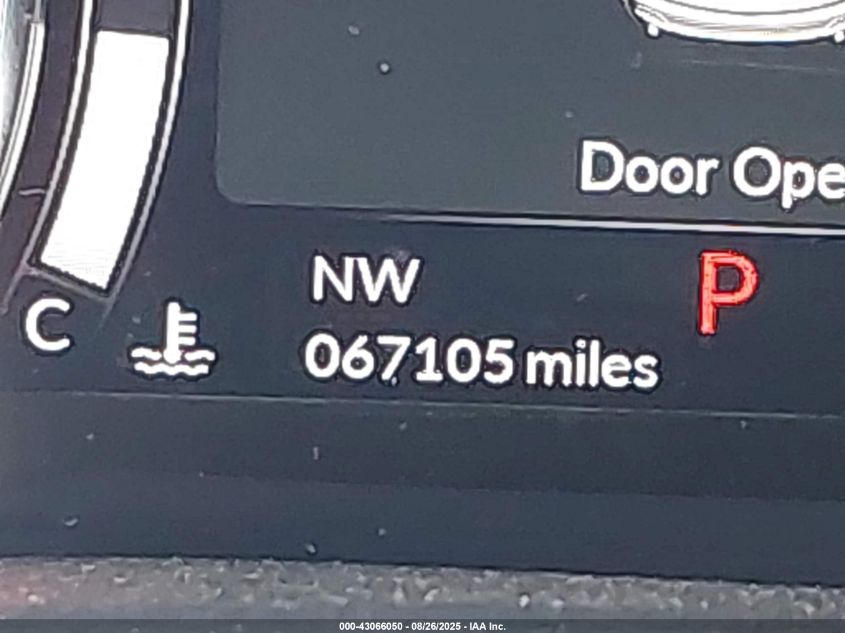 Door Ope
NW
P
C
067105 miles
000-43066050 - 08/26/2025 - IAA Inc.